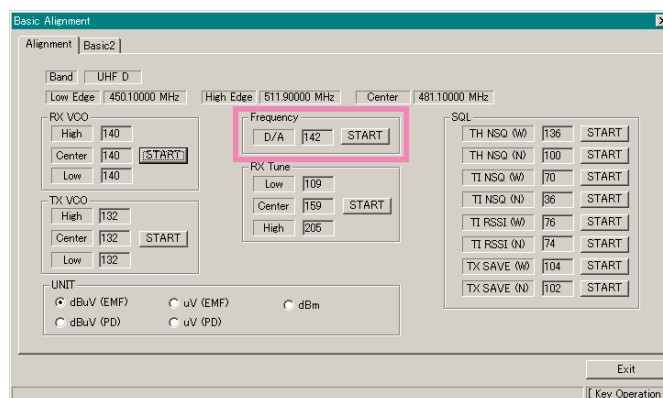 Basic Alignment
Alignment Basic2
Band UHF D
Low Edge 450.10000 MHz High Edge 511.90000 MHz Center 481.10000 MHz
RX VCO
High 140
Center 140 START
Low 140
TX VCO
High 132
Center 132 START
Low 132
Frequency
D/A 142 START
RX Tune
Low 109
Center 159 START
High 205
SQL
TH NSQ (W) 136 START
TH NSQ (N) 100 START
TI NSQ (W) 70 START
TI NSQ (N) 36 START
TI RSSI (W) 76 START
TI RSSI (N) 74 START
TX SAVE (W) 104 START
TX SAVE (N) 102 START
UNIT
dBuV (EMF) uV (EMF) dBm
dBuV (PD) uV (PD)
Exit
[ Key Operation